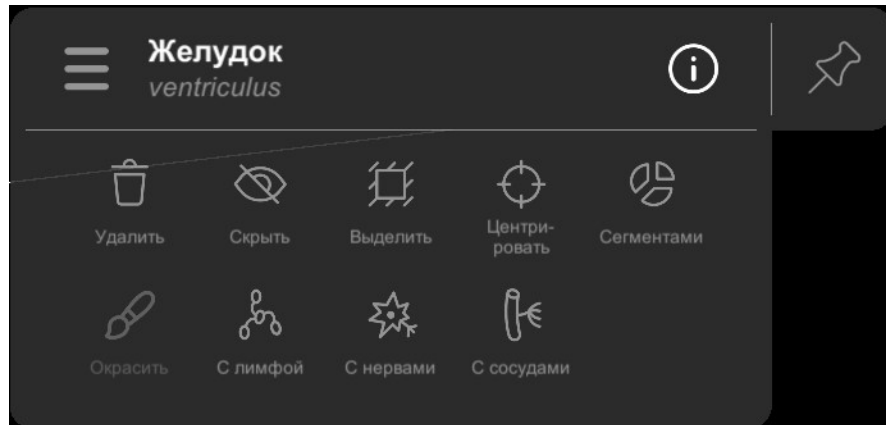 Желудок
ventriculus
Удалить
Скрыть
Выделить
Центри-
ровать
Сегментами
Окрасить
С лимфой
С нервами
С сосудами